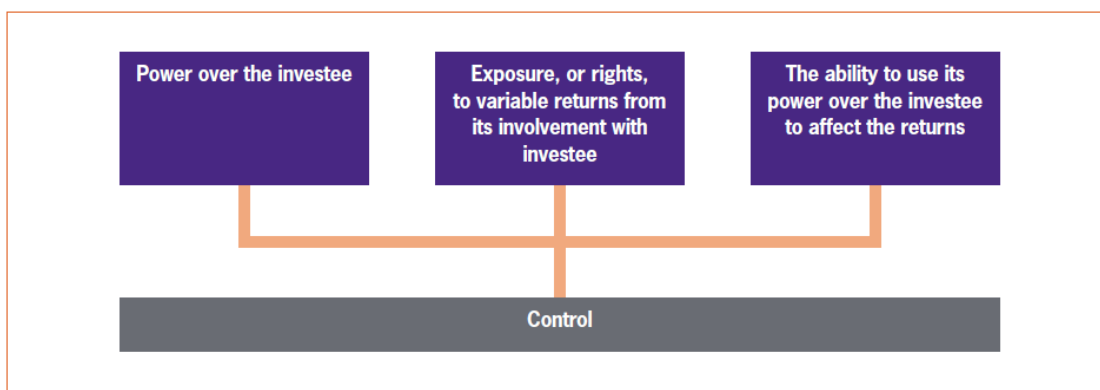 Power over the investee
Exposure, or rights,
to variable returns from
its involvement with
investee
The ability to use its
power over the investee
to affect the returns
Control